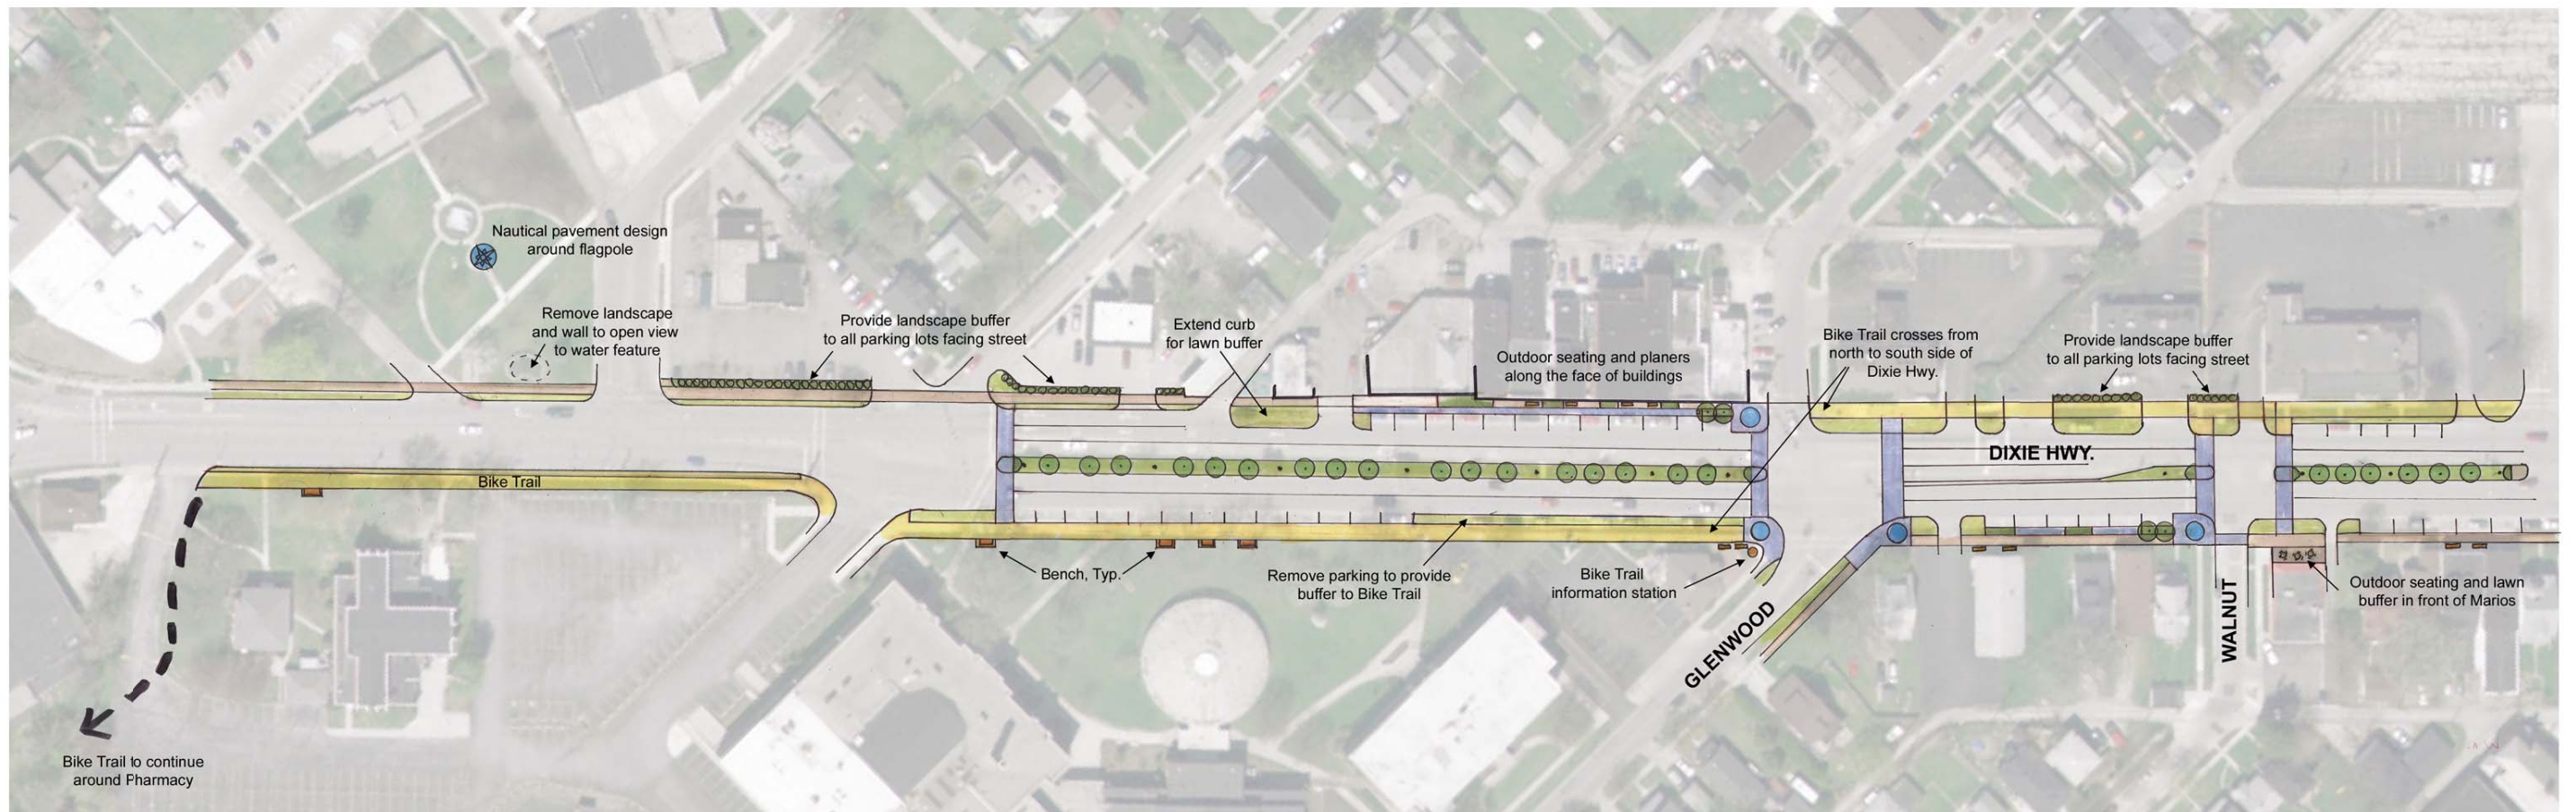 Nautical pavement design
around flagpole
Remove landscape
and wall to open view
to water feature
Provide landscape buffer
to all parking lots facing street
Extend curb
for lawn buffer
Outdoor seating and planers
along the face of buildings
Bike Trail crosses from
north to south side of
Dixie Hwy.
Provide landscape buffer
to all parking lots facing street
DIXIE HWY.
Bike Trail
Bench, Typ.
Remove parking to provide
buffer to Bike Trail
Bike Trail
information station
GLENWOOD
WALNUT
Outdoor seating and lawn
buffer in front of Marios
Bike Trail to continue
around Pharmacy